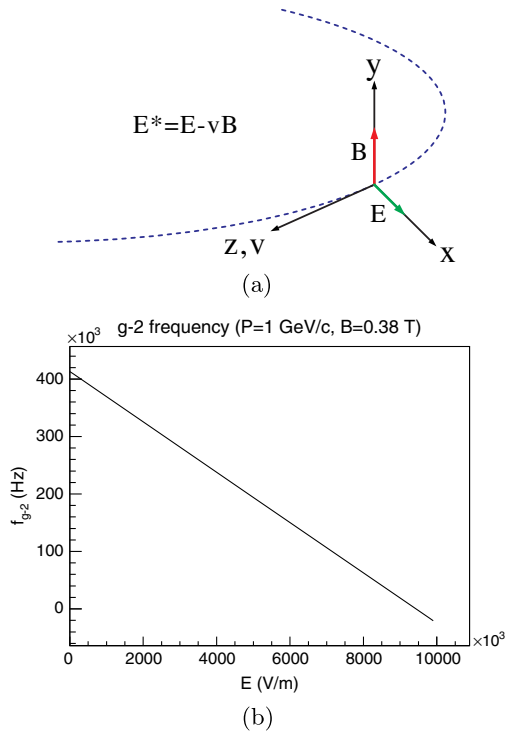 y
E*=E-vB
B
E
z,v
x
(a)
g-2 frequency (P=1 GeV/c, B=0.38 T)
×10³
400
300
200
100
0
f_{g-2} (Hz)
0 2000 4000 6000 8000 10000
×10³
E (V/m)
(b)